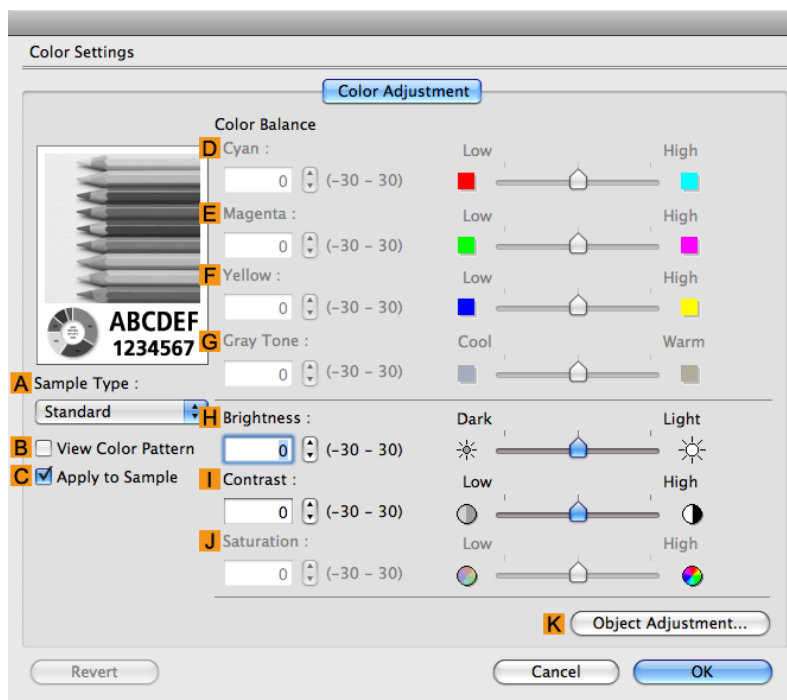 Color Settings
Color Adjustment
Color Balance
D Cyan :
Low High
0 (-30 – 30)
E Magenta :
Low High
0 (-30 – 30)
F Yellow :
Low High
0 (-30 – 30)
ABCDEF
1234567
G Gray Tone :
Cool Warm
0 (-30 – 30)
A Sample Type :
Standard
B View Color Pattern
C Apply to Sample
H Brightness :
Dark Light
0 (-30 – 30)
I Contrast :
Low High
0 (-30 – 30)
J Saturation :
Low High
0 (-30 – 30)
K Object Adjustment...
Revert Cancel OK